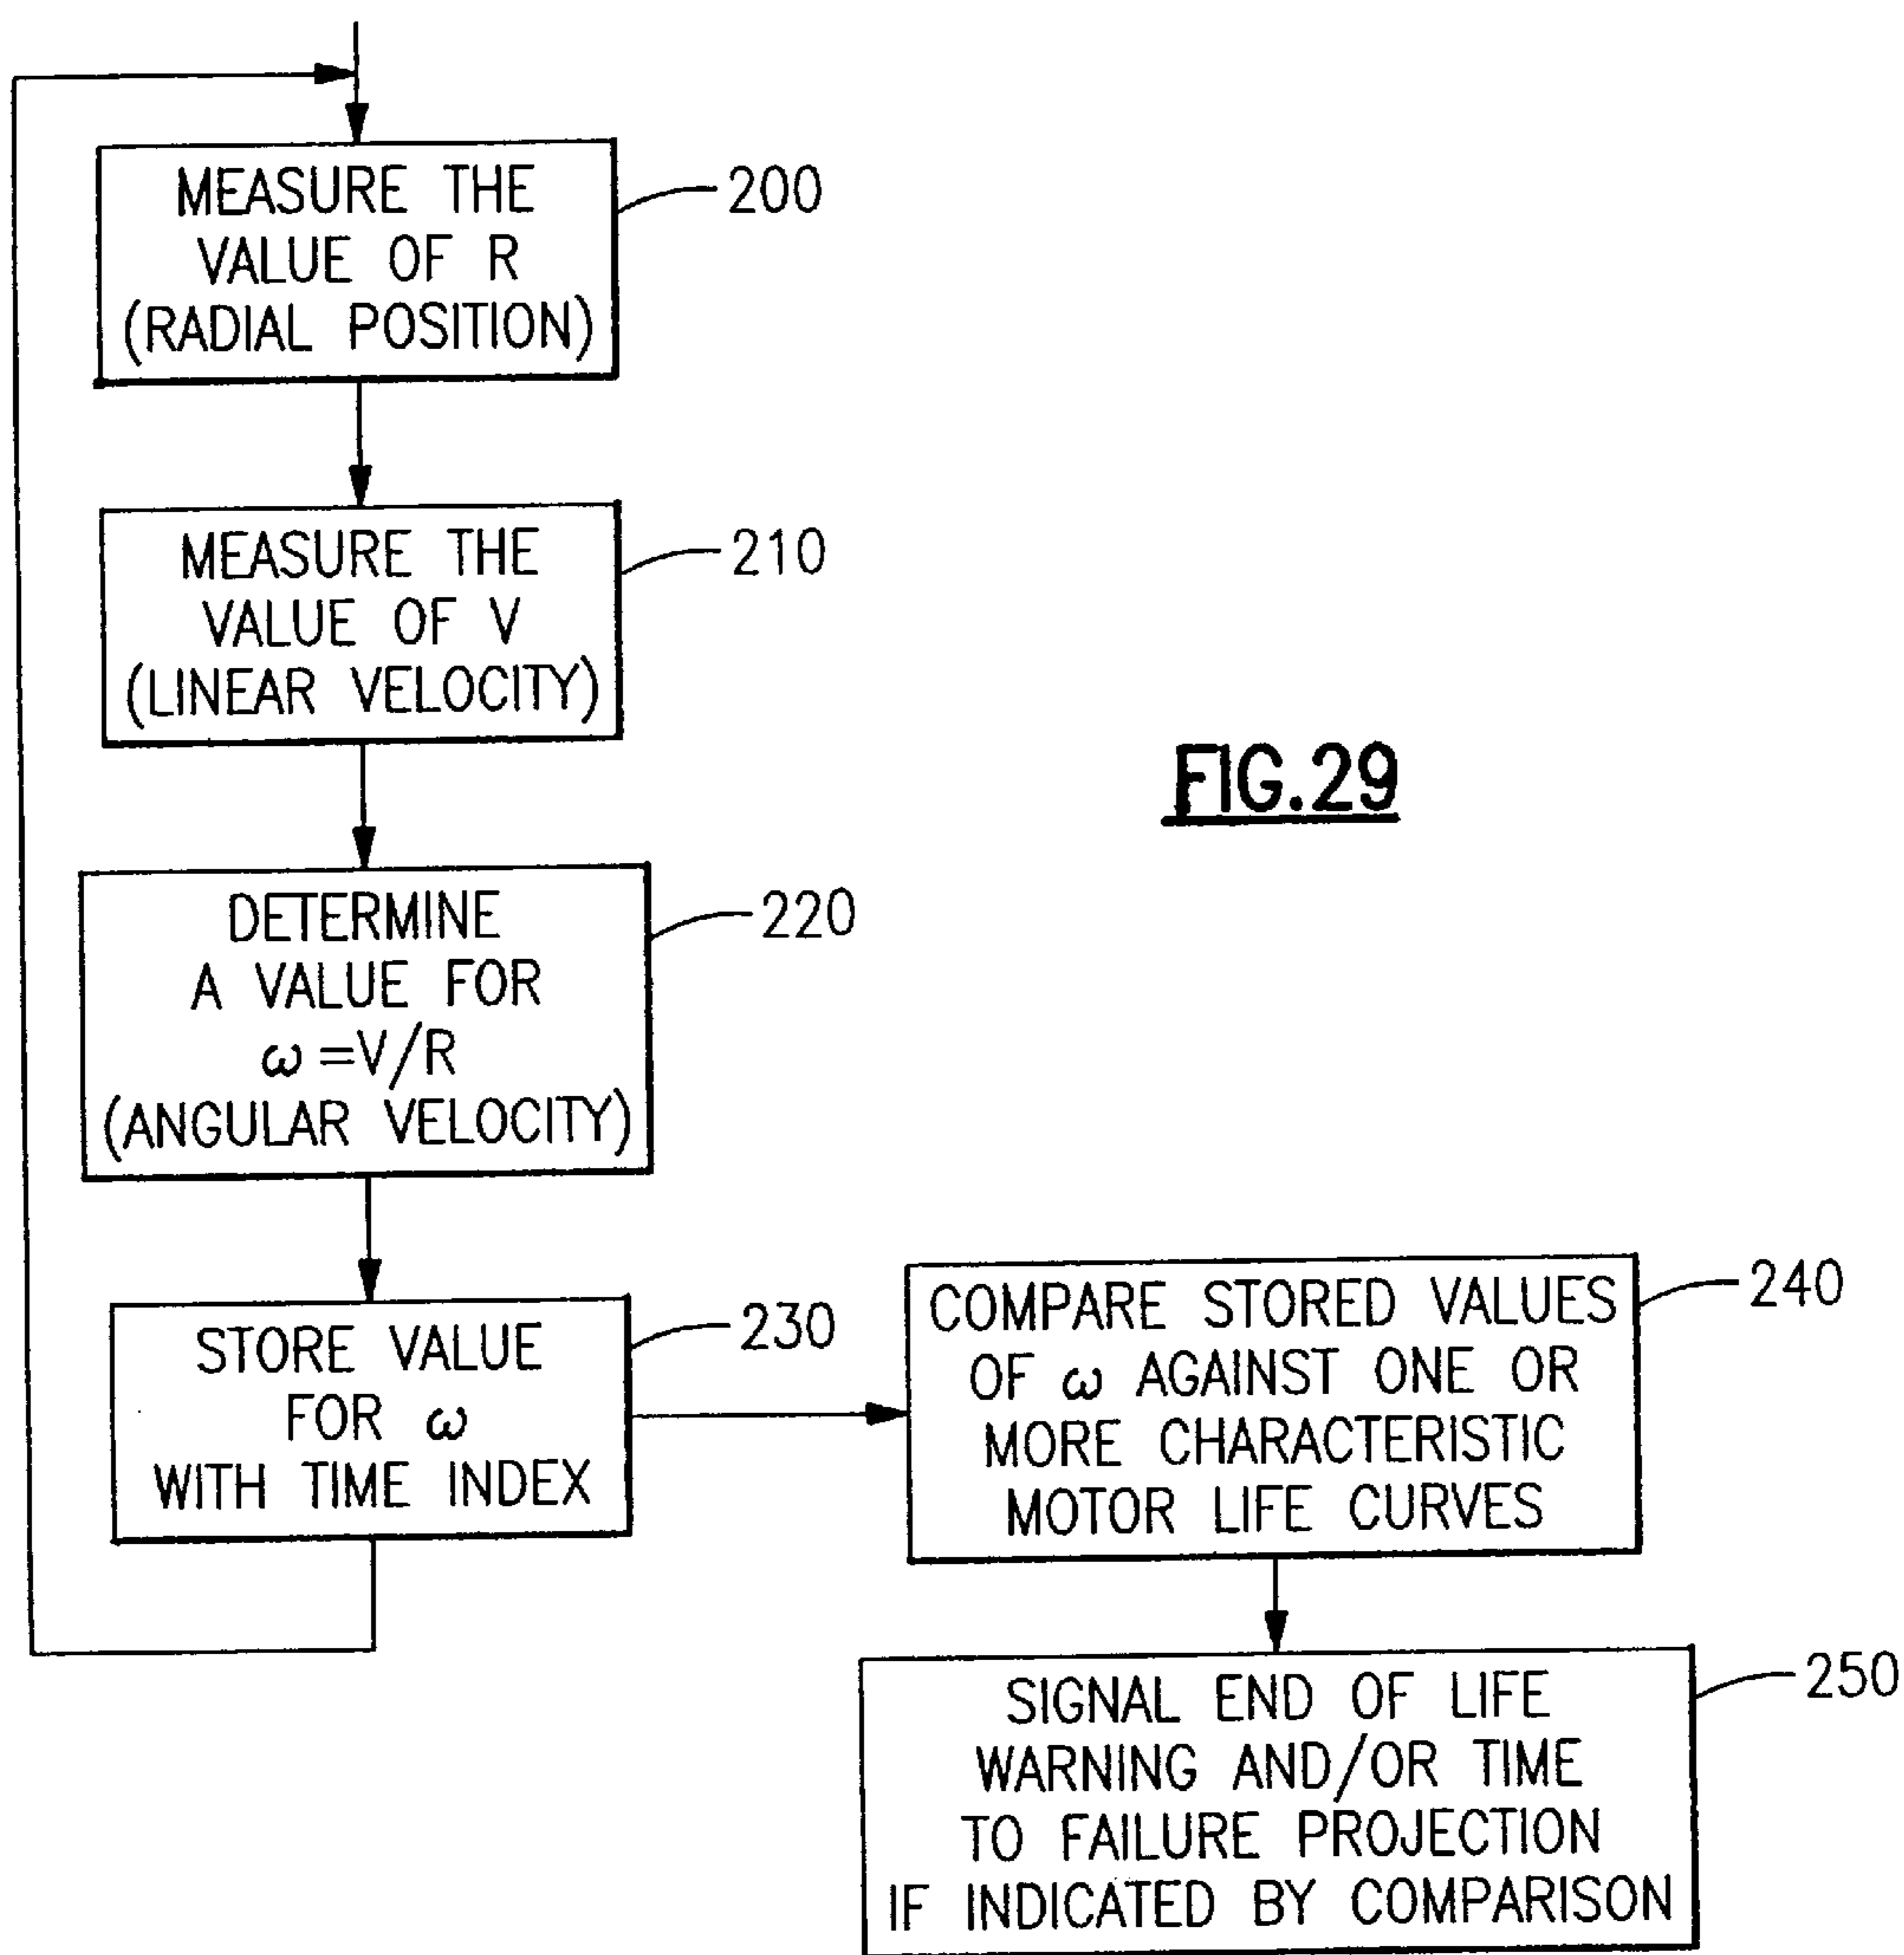 MEASURE THE
VALUE OF R
(RADIAL POSITION)
200
MEASURE THE
VALUE OF V
(LINEAR VELOCITY)
210
FIG.29
DETERMINE
A VALUE FOR
ω=V/R
(ANGULAR VELOCITY)
220
STORE VALUE
FOR ω
WITH TIME INDEX
230
COMPARE STORED VALUES
OF ω AGAINST ONE OR
MORE CHARACTERISTIC
MOTOR LIFE CURVES
240
SIGNAL END OF LIFE
WARNING AND/OR TIME
TO FAILURE PROJECTION
IF INDICATED BY COMPARISON
250